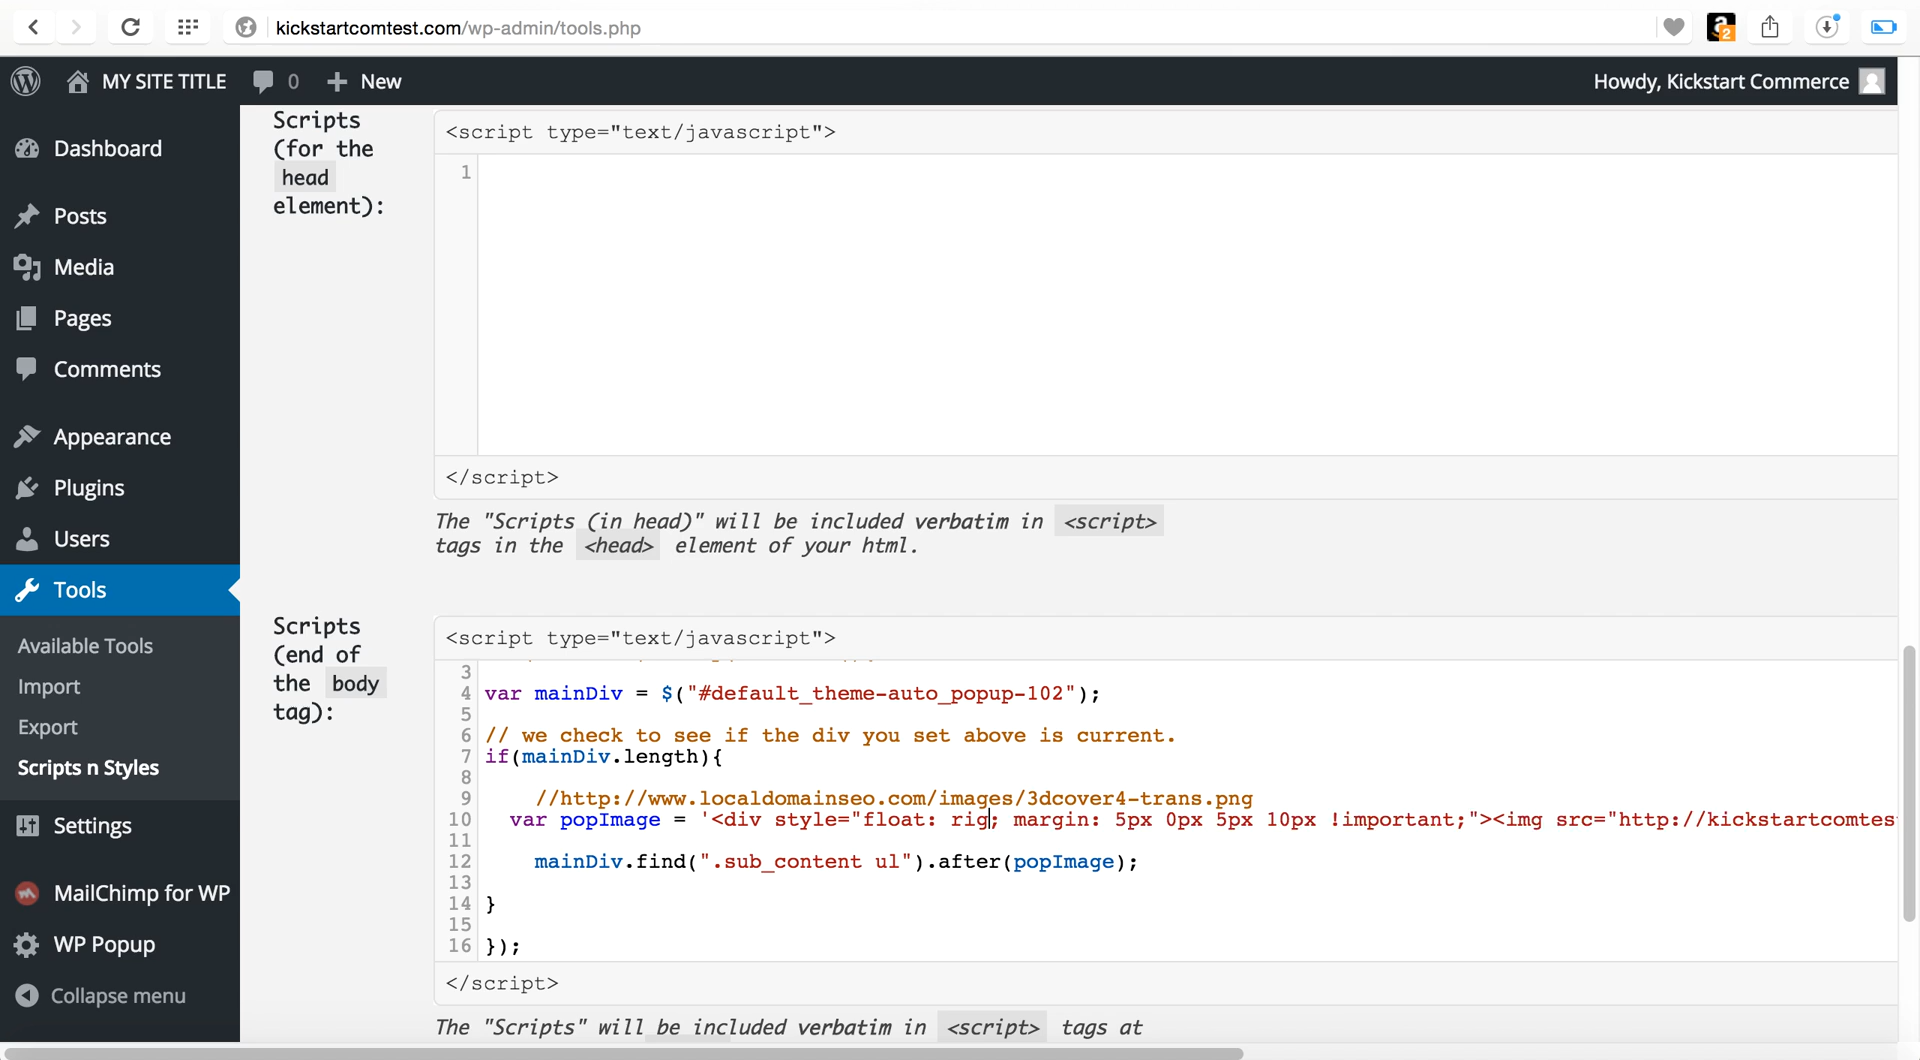 kickstartcomtest.com/wp-admin/tools.php
2
MY SITE TITLE 0 New Howdy, Kickstart Commerce
Dashboard
Posts
Media
Pages
Comments
Appearance
Plugins
Users
Tools
Available Tools
Import
Export
Scripts n Styles
Settings
MailChimp for WP
WP Popup
Collapse menu
Scripts
(for the
head
element):
<script type="text/javascript">
1
</script>
The "Scripts (in head)" will be included verbatim in <script>
tags in the <head> element of your html.
Scripts
(end of
the body
tag):
<script type="text/javascript">
3
4 var mainDiv = $("#default_theme-auto_popup-102");
5
6 // we check to see if the div you set above is current.
7 if(mainDiv.length){
8
9 //http://www.localdomainseo.com/images/3dcover4-trans.png
10 var popImage = '<div style="float: rig; margin: 5px 0px 5px 10px !important;"><img src="http://kickstartcomtes
11
12 mainDiv.find(".sub_content ul").after(popImage);
13
14 }
15
16 });
</script>
The "Scripts" will be included verbatim in <script> tags at